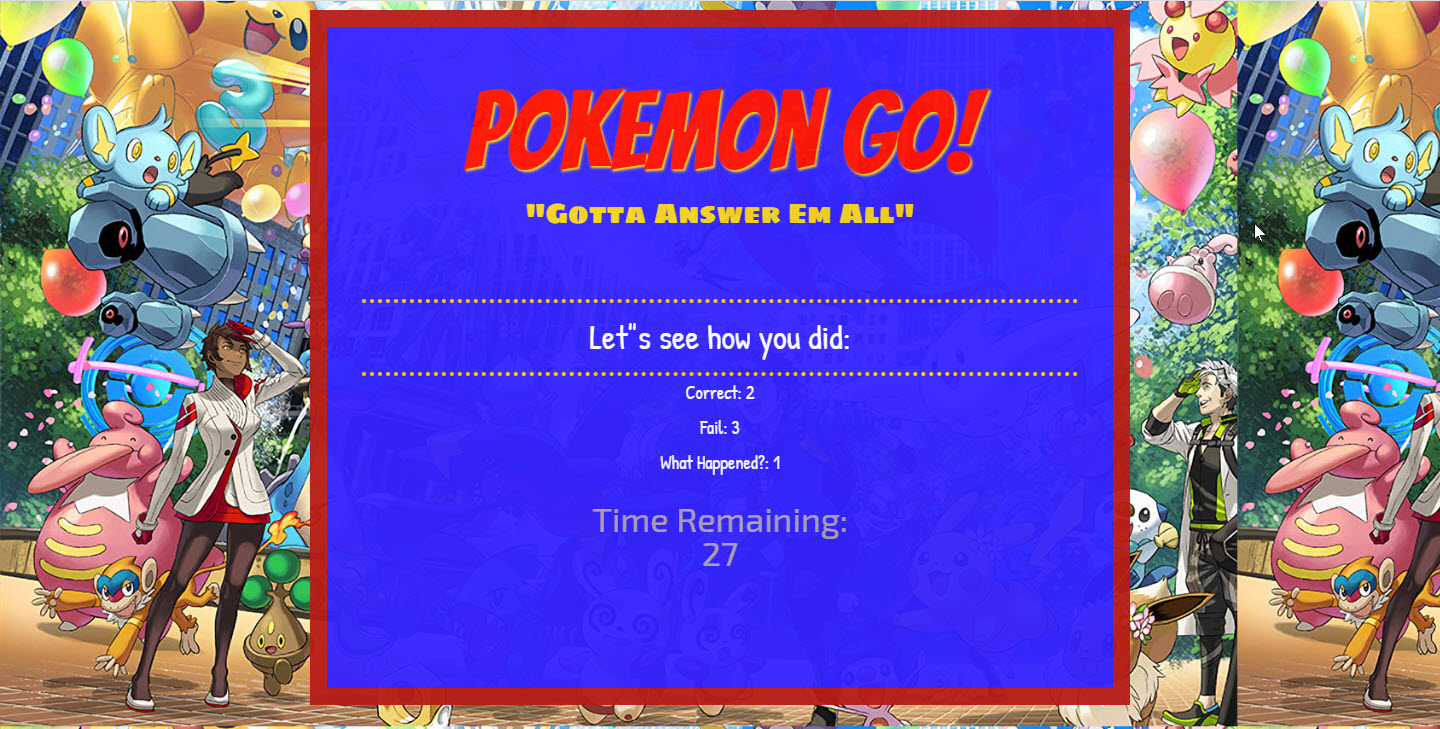 POKEMON GO!
"Gotta Answer Em All"
Let"s see how you did:
Correct: 2
Fail: 3
What Happened?: 1
Time Remaining:
27